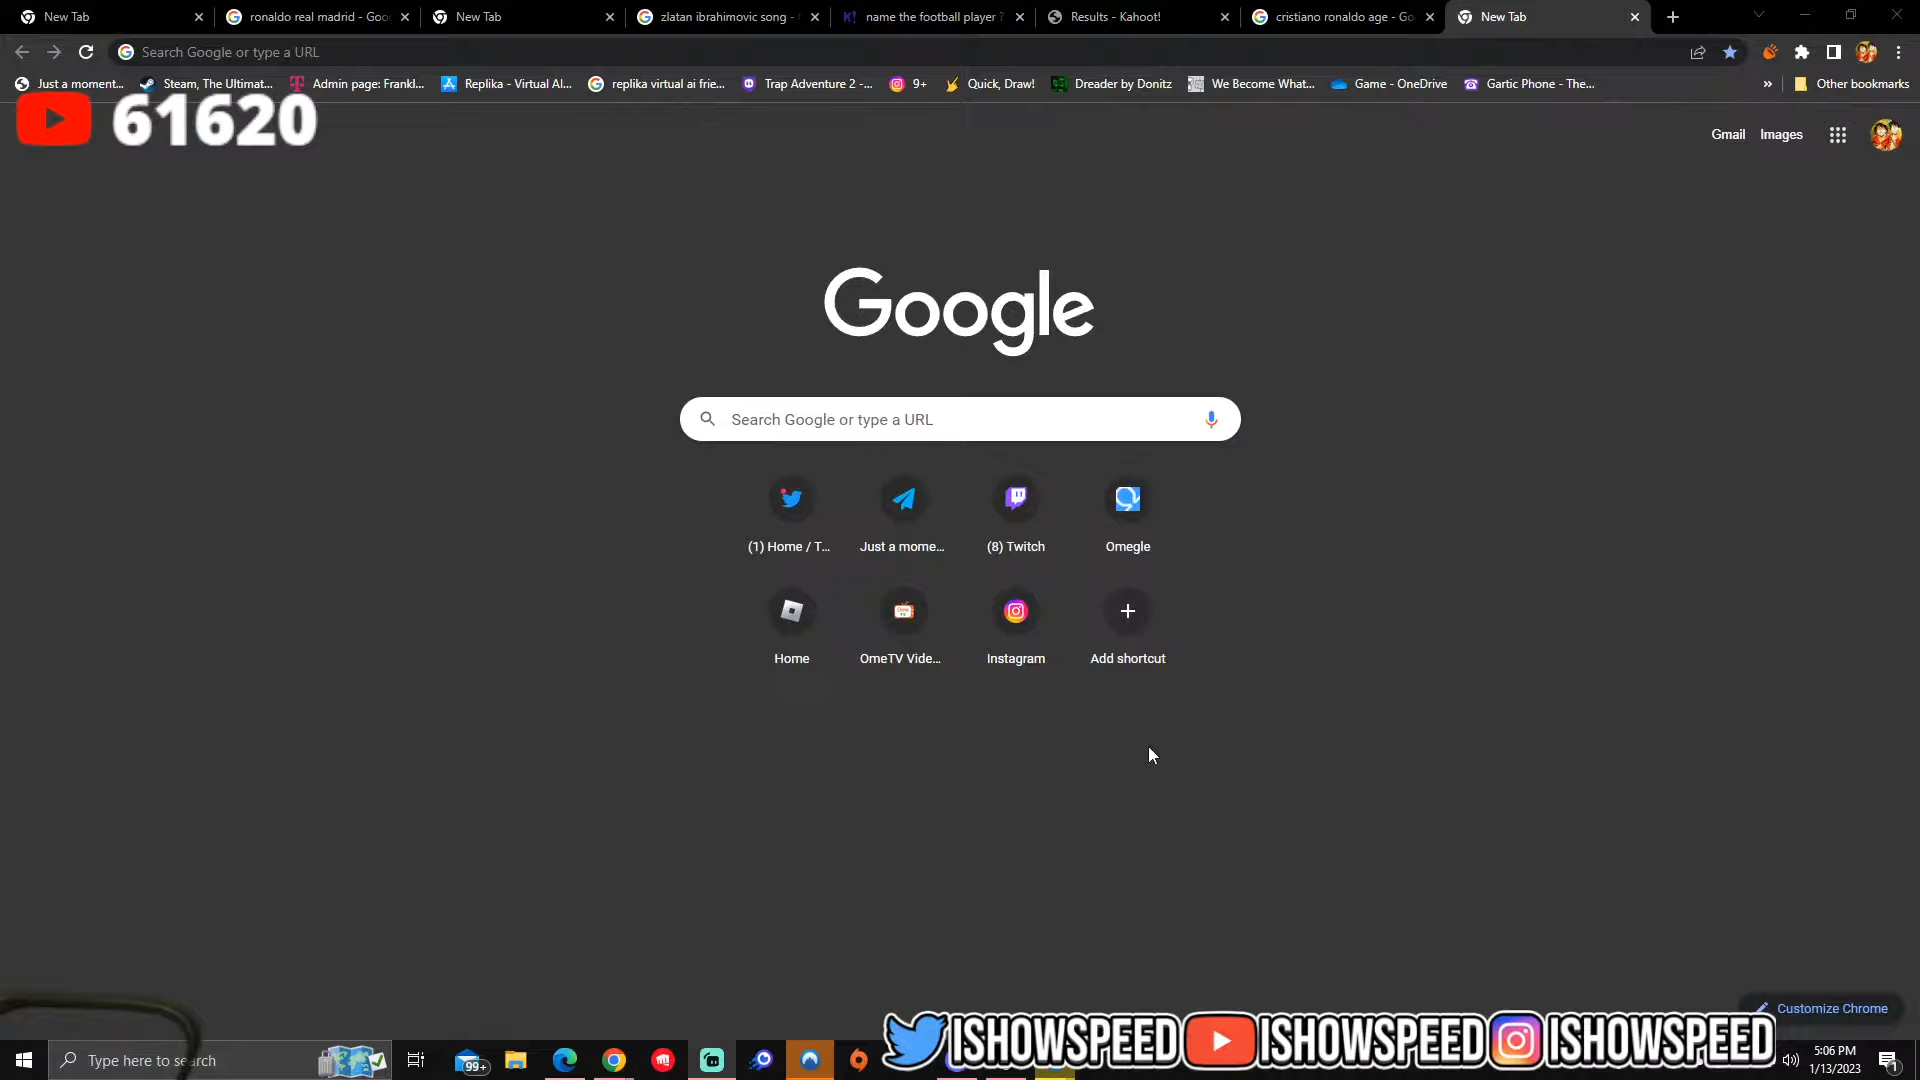 New Tab
ronaldo real madrid - Goo
New Tab
zlatan ibrahimovic song -
name the football player ?
Results - Kahoot!
cristiano ronaldo age - Go
New Tab
Search Google or type a URL
Just a moment...
Steam, The Ultimat...
Admin page: Frankl...
Replika - Virtual AI...
replika virtual ai frie...
Trap Adventure 2 -...
9+
Quick, Draw!
Dreader by Donitz
We Become What...
Game - OneDrive
Gartic Phone - The...
»
Other bookmarks
61620
Gmail
Images
Google
Search Google or type a URL
(1) Home / T...
Just a mome...
(8) Twitch
Omegle
Home
OmeTV Vide...
Instagram
Add shortcut
Customize Chrome
ISHOWSPEED
ISHOWSPEED
ISHOWSPEED
Type here to search
99+
5:06 PM
1/13/2023
1